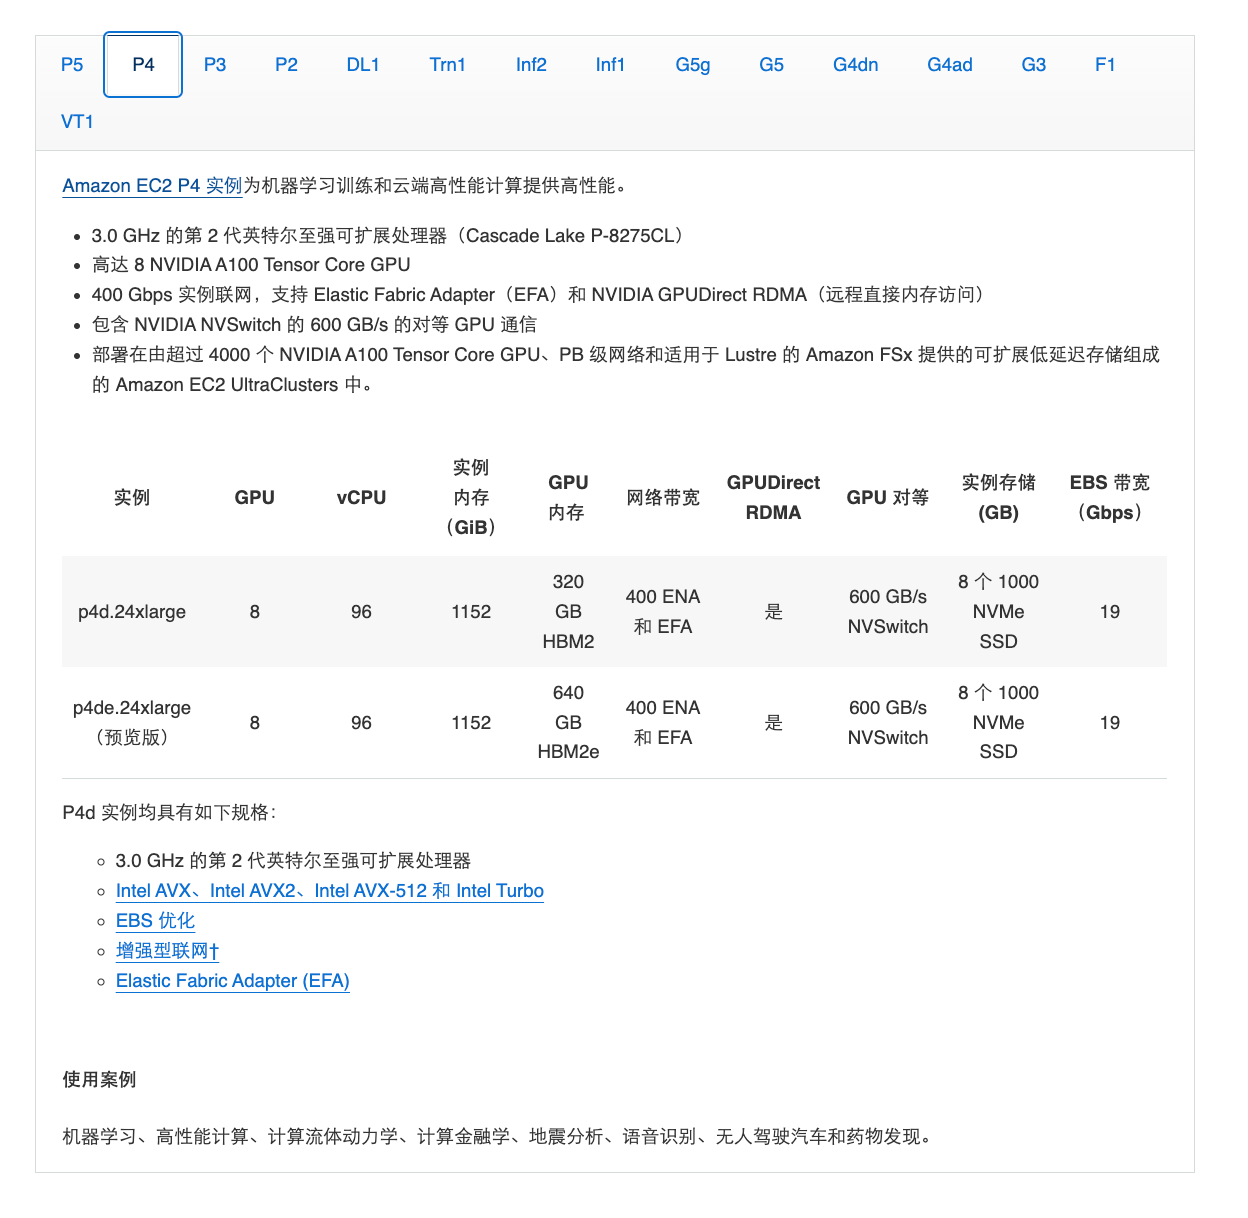 P5 P4 P3 P2 DL1 Trn1 Inf2 Inf1 G5g G5 G4dn G4ad G3 F1
VT1
Amazon EC2 P4 实例为机器学习训练和云端高性能计算提供高性能。
3.0 GHz 的第 2 代英特尔至强可扩展处理器（Cascade Lake P-8275CL）
高达 8 NVIDIA A100 Tensor Core GPU
400 Gbps 实例联网，支持 Elastic Fabric Adapter（EFA）和 NVIDIA GPUDirect RDMA（远程直接内存访问）
包含 NVIDIA NVSwitch 的 600 GB/s 的对等 GPU 通信
部署在由超过 4000 个 NVIDIA A100 Tensor Core GPU、PB 级网络和适用于 Lustre 的 Amazon FSx 提供的可扩展低延迟存储组成
的 Amazon EC2 UltraClusters 中。
实例
GPU
vCPU
实例
内存
（GiB）
GPU
内存
网络带宽
GPUDirect
RDMA
GPU 对等
实例存储
(GB)
EBS 带宽
（Gbps）
p4d.24xlarge
8
96
1152
320
GB
HBM2
400 ENA
和 EFA
是
600 GB/s
NVSwitch
8 个 1000
NVMe
SSD
19
p4de.24xlarge
（预览版）
8
96
1152
640
GB
HBM2e
400 ENA
和 EFA
是
600 GB/s
NVSwitch
8 个 1000
NVMe
SSD
19
P4d 实例均具有如下规格：
3.0 GHz 的第 2 代英特尔至强可扩展处理器
Intel AVX、Intel AVX2、Intel AVX-512 和 Intel Turbo
EBS 优化
增强型联网†
Elastic Fabric Adapter (EFA)
使用案例
机器学习、高性能计算、计算流体动力学、计算金融学、地震分析、语音识别、无人驾驶汽车和药物发现。